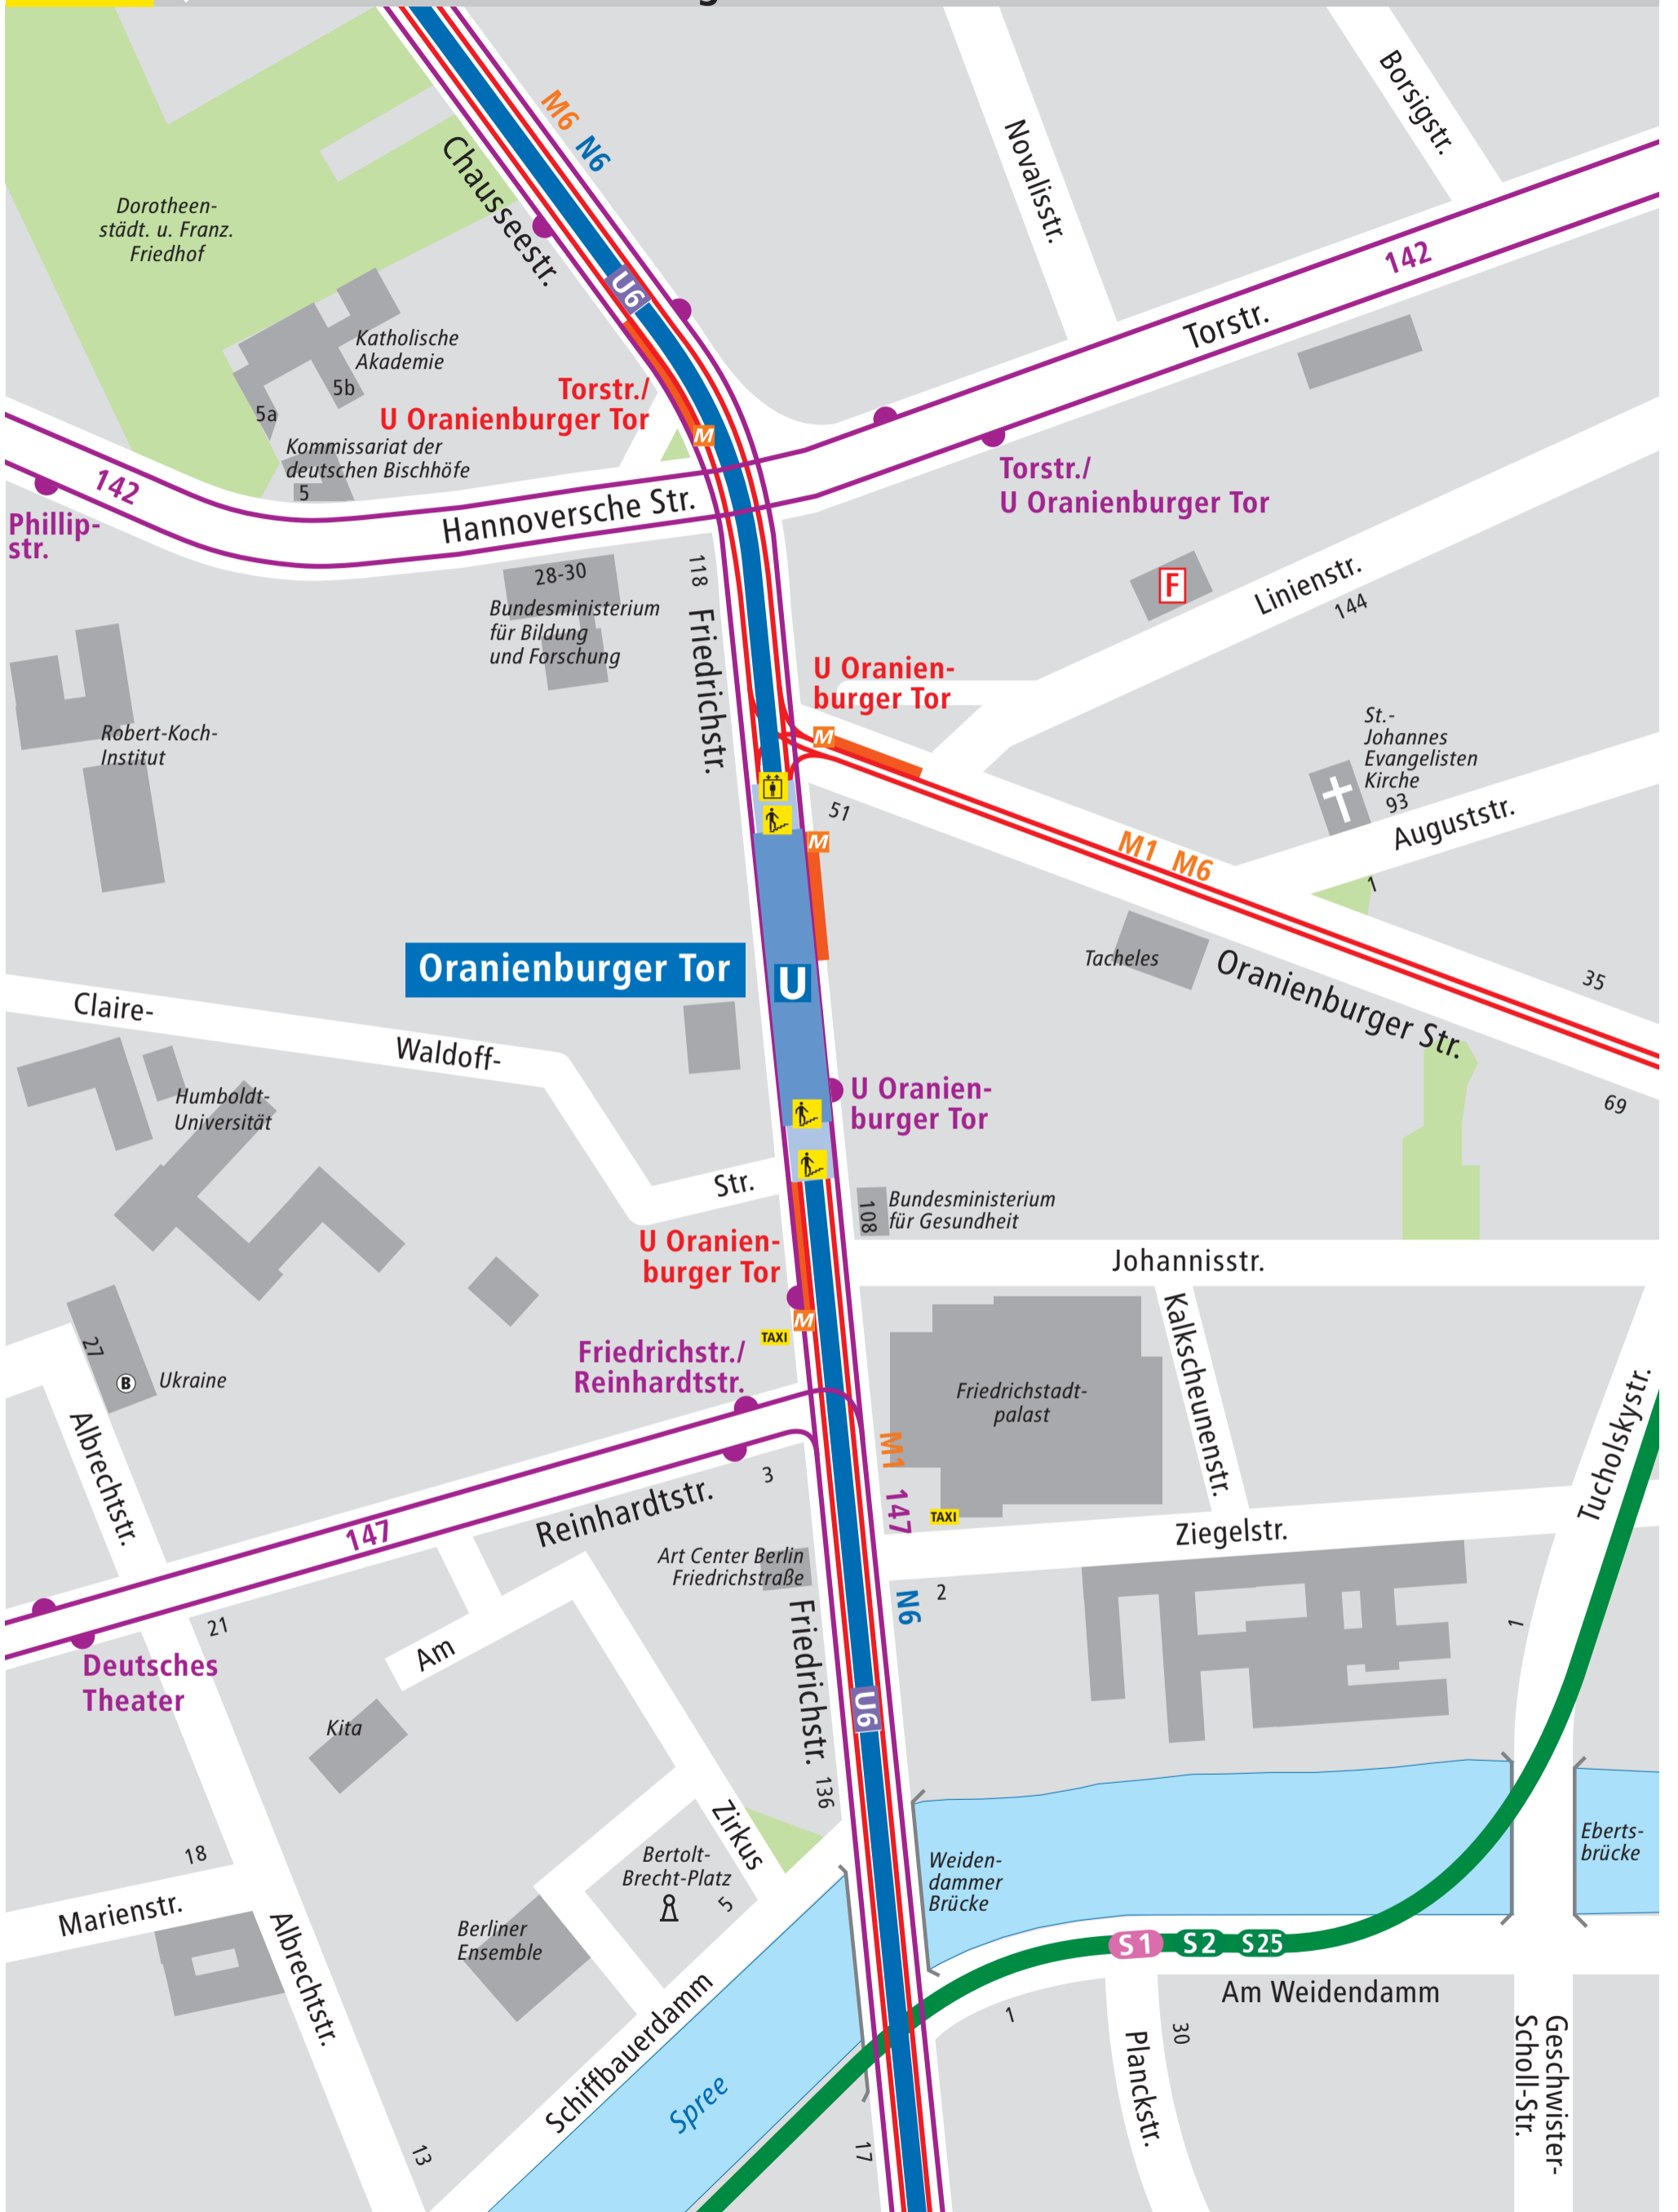 M6 N6
Borsigstr.
Novalisstr.
Chausseestr.
Dorotheen-
städt. u. Franz.
Friedhof
U6
142
Torstr.
Katholische
Akademie
5b
5a
Torstr./
U Oranienburger Tor
M
Kommissariat der
deutschen Bischhöfe
5
142
Phillip-
str.
Hannoversche Str.
Torstr./
U Oranienburger Tor
118
28-30
Bundesministerium
für Bildung
und Forschung
Friedrichstr.
F
Linienstr.
144
U Oranien-
burger Tor
M
Robert-Koch-
Institut
St.-
Johannes
Evangelisten
Kirche
93
Auguststr.
1
51
M
M1 M6
Tacheles
Oranienburger Str.
35
69
Oranienburger Tor
U
Claire-
Waldoff-
Str.
Humboldt-
Universität
U Oranien-
burger Tor
108
Bundesministerium
für Gesundheit
Johannisstr.
U Oranien-
burger Tor
M
TAXI
Friedrichstr./
Reinhardtstr.
27
B
Ukraine
Friedrichstadt-
palast
Kalkscheunenstr.
Tucholskystr.
Albrechtstr.
M1
147
TAXI
3
Reinhardtstr.
147
Ziegelstr.
Art Center Berlin
Friedrichstraße
N6
2
1
21
Am
Deutsches
Theater
Friedrichstr.
U6
Kita
136
Zirkus
18
Bertolt-
Brecht-Platz
5
Weiden-
dammer
Brücke
Eberts-
brücke
Marienstr.
Albrechtstr.
Berliner
Ensemble
S1 S2 S25
Am Weidendamm
1
30
Planckstr.
Geschwister-
Scholl-Str.
Schiffbauerdamm
Spree
13
17